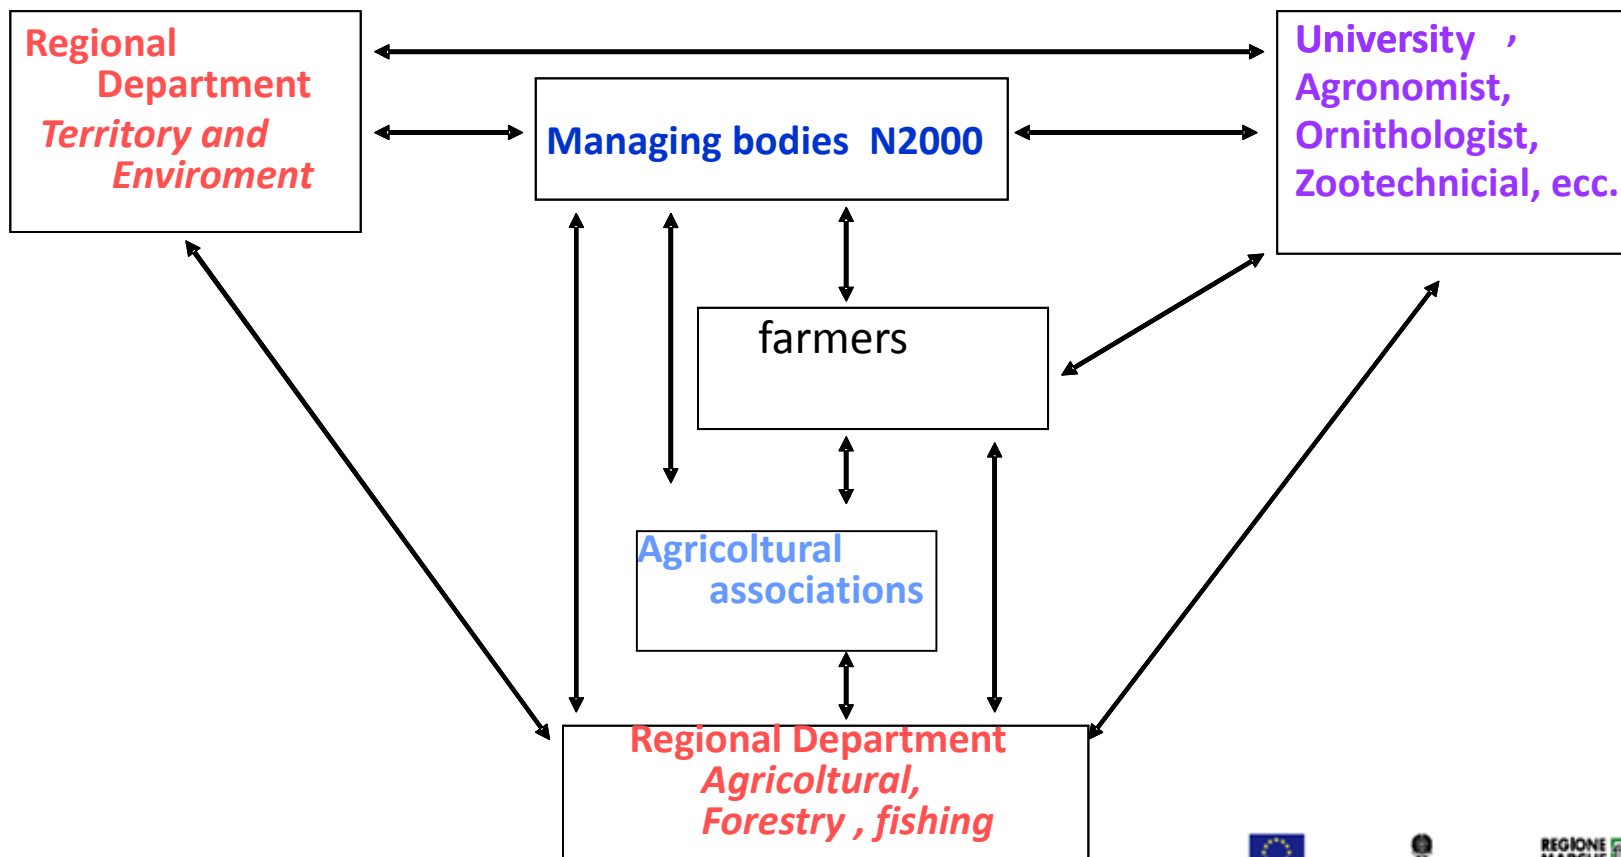 Regional
Department
Territory and
Enviroment
Managing bodies N2000
University ,
Agronomist,
Ornithologist,
Zootechnicial, ecc.
farmers
Agricoltural
associations
Regional Department
Agricoltural,
Forestry , fishing
REGIONE
MARCHE